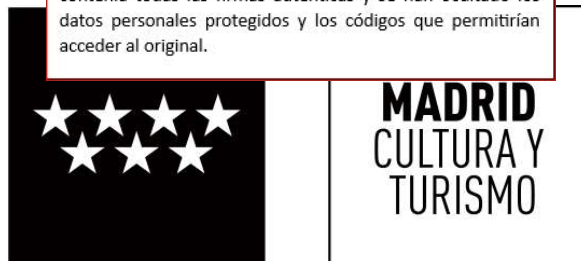 datos personales protegidos y los códigos que permitirían
acceder al original.
MADRID
CULTURA Y
TURISMO